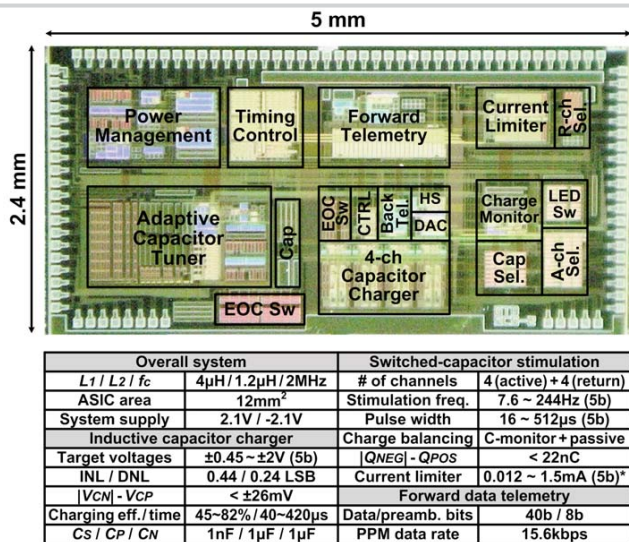 5 mm
2.4 mm
Power Management
Timing Control
Forward Telemetry
Current Limiter
R-ch Sel.
Adaptive Capacitor Tuner
Cap
EOC Sw
CTRL
Back Tel.
HS
DAC
Charge Monitor
LED Sw
4-ch Capacitor Charger
Cap Sel.
A-ch Sel.
EOC Sw
Overall system
L1 / L2 / fc 4μH / 1.2μH / 2MHz
ASIC area 12mm²
System supply 2.1V / -2.1V
Inductive capacitor charger
Target voltages ±0.45 ~ ±2V (5b)
INL / DNL 0.44 / 0.24 LSB
|VCN| - VCP < ±26mV
Charging eff. / time 45~82% / 40~420μs
CS / CP / CN 1nF / 1μF / 1μF
Switched-capacitor stimulation
# of channels 4 (active) + 4 (return)
Stimulation freq. 7.6 ~ 244Hz (5b)
Pulse width 16 ~ 512μs (5b)
Charge balancing C-monitor + passive
|QNEG| - QPOS < 22nC
Current limiter 0.012 ~ 1.5mA (5b)*
Forward data telemetry
Data/preamb. bits 40b / 8b
PPM data rate 15.6kbps